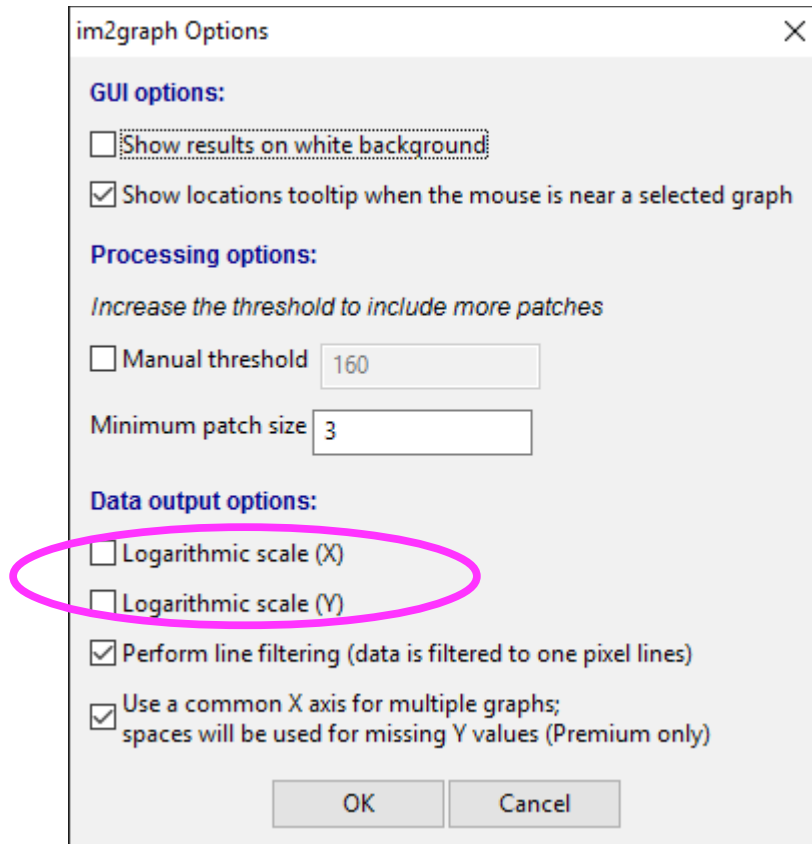 im2graph Options
GUI options:
Show results on white background
Show locations tooltip when the mouse is near a selected graph
Processing options:
Increase the threshold to include more patches
Manual threshold 160
Minimum patch size 3
Data output options:
Logarithmic scale (X)
Logarithmic scale (Y)
Perform line filtering (data is filtered to one pixel lines)
Use a common X axis for multiple graphs;
spaces will be used for missing Y values (Premium only)
OK Cancel